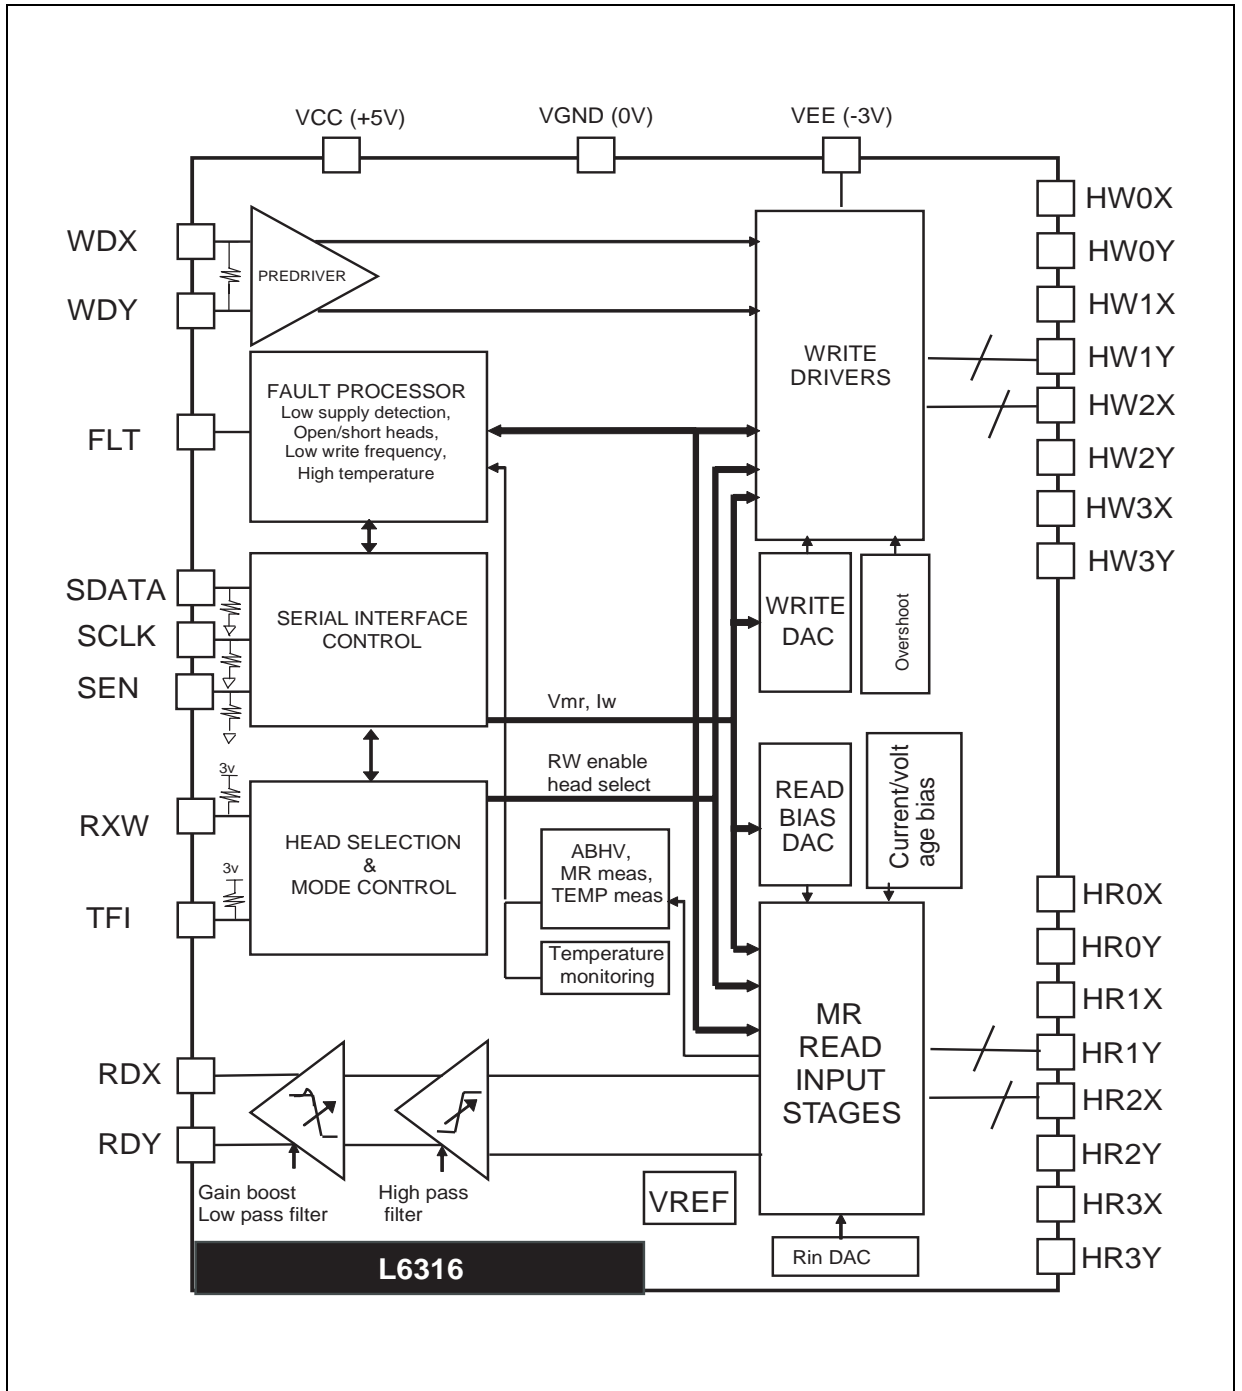 VCC (+5V)
VGND (0V)
VEE (-3V)
WDX
WDY
PREDRIVER
FAULT PROCESSOR
Low supply detection,
Open/short heads,
Low write frequency,
High temperature
FLT
SDATA
SCLK
SEN
SERIAL INTERFACE
CONTROL
Vmr, Iw
RW enable
head select
3v
RXW
3v
TFI
HEAD SELECTION
&
MODE CONTROL
ABHV,
MR meas,
TEMP meas
Temperature
monitoring
WRITE
DRIVERS
WRITE
DAC
Overshoot
READ
BIAS
DAC
Current/volt
age bias
MR
READ
INPUT
STAGES
RDX
RDY
Gain boost
Low pass filter
High pass
filter
VREF
Rin DAC
L6316
HW0X
HW0Y
HW1X
HW1Y
HW2X
HW2Y
HW3X
HW3Y
HR0X
HR0Y
HR1X
HR1Y
HR2X
HR2Y
HR3X
HR3Y